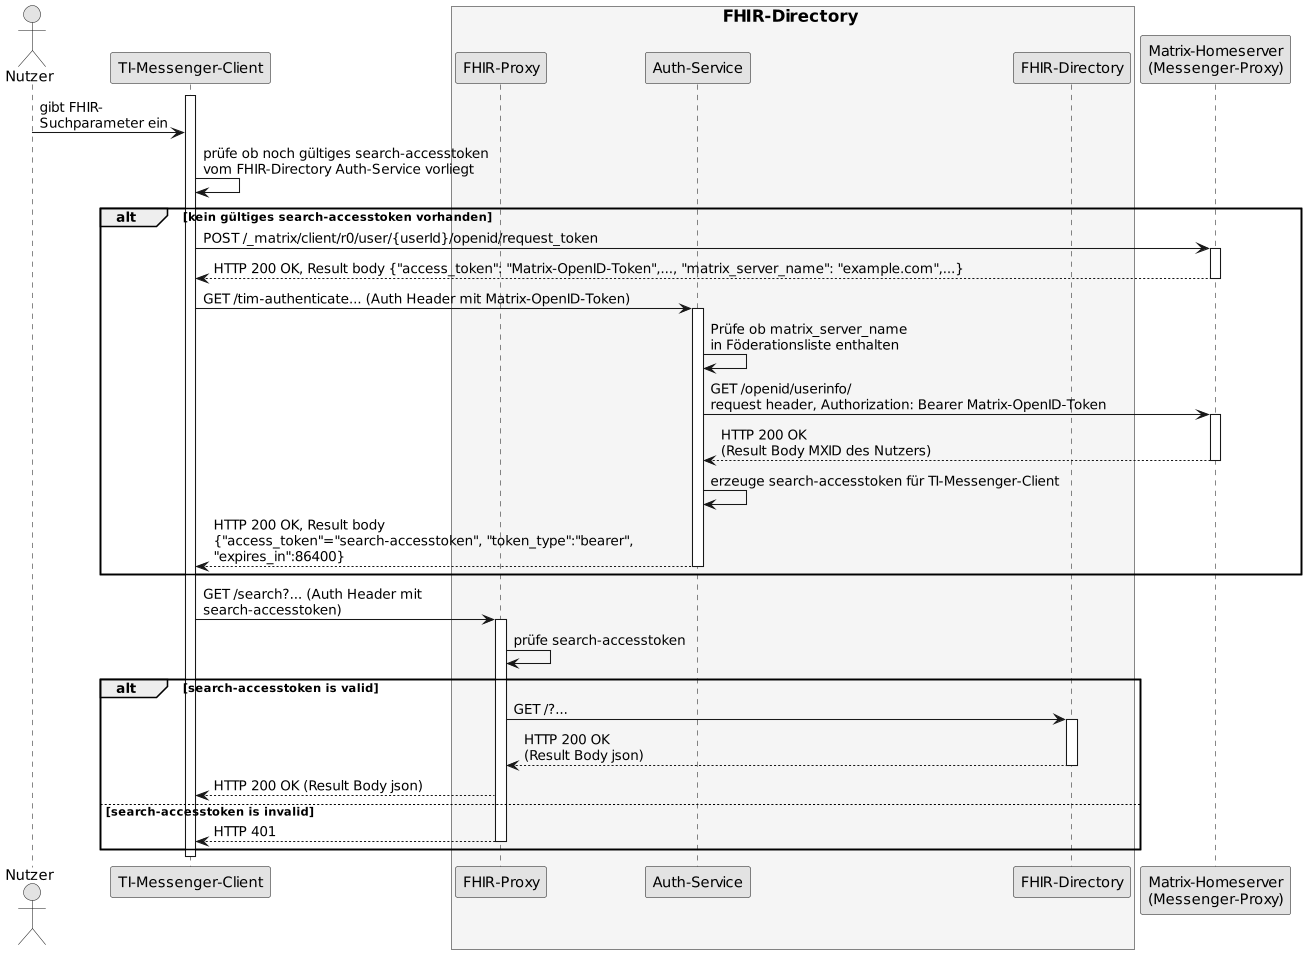 FHIR-Directory
Nutzer
TI-Messenger-Client
FHIR-Proxy
Auth-Service
FHIR-Directory
Matrix-Homeserver
(Messenger-Proxy)
gibt FHIR-
Suchparameter ein
prüfe ob noch gültiges search-accesstoken
vom FHIR-Directory Auth-Service vorliegt
alt [kein gültiges search-accesstoken vorhanden]
POST /_matrix/client/r0/user/{userId}/openid/request_token
HTTP 200 OK, Result body {"access_token": "Matrix-OpenID-Token",..., "matrix_server_name": "example.com",...}
GET /tim-authenticate... (Auth Header mit Matrix-OpenID-Token)
Prüfe ob matrix_server_name
in Föderationsliste enthalten
GET /openid/userinfo/
request header, Authorization: Bearer Matrix-OpenID-Token
HTTP 200 OK
(Result Body MXID des Nutzers)
erzeuge search-accesstoken für TI-Messenger-Client
HTTP 200 OK, Result body
{"access_token"="search-accesstoken", "token_type":"bearer",
"expires_in":86400}
GET /search?... (Auth Header mit
search-accesstoken)
prüfe search-accesstoken
alt [search-accesstoken is valid]
GET /?...
HTTP 200 OK
(Result Body json)
HTTP 200 OK (Result Body json)
[search-accesstoken is invalid]
HTTP 401
Nutzer
TI-Messenger-Client
FHIR-Proxy
Auth-Service
FHIR-Directory
Matrix-Homeserver
(Messenger-Proxy)